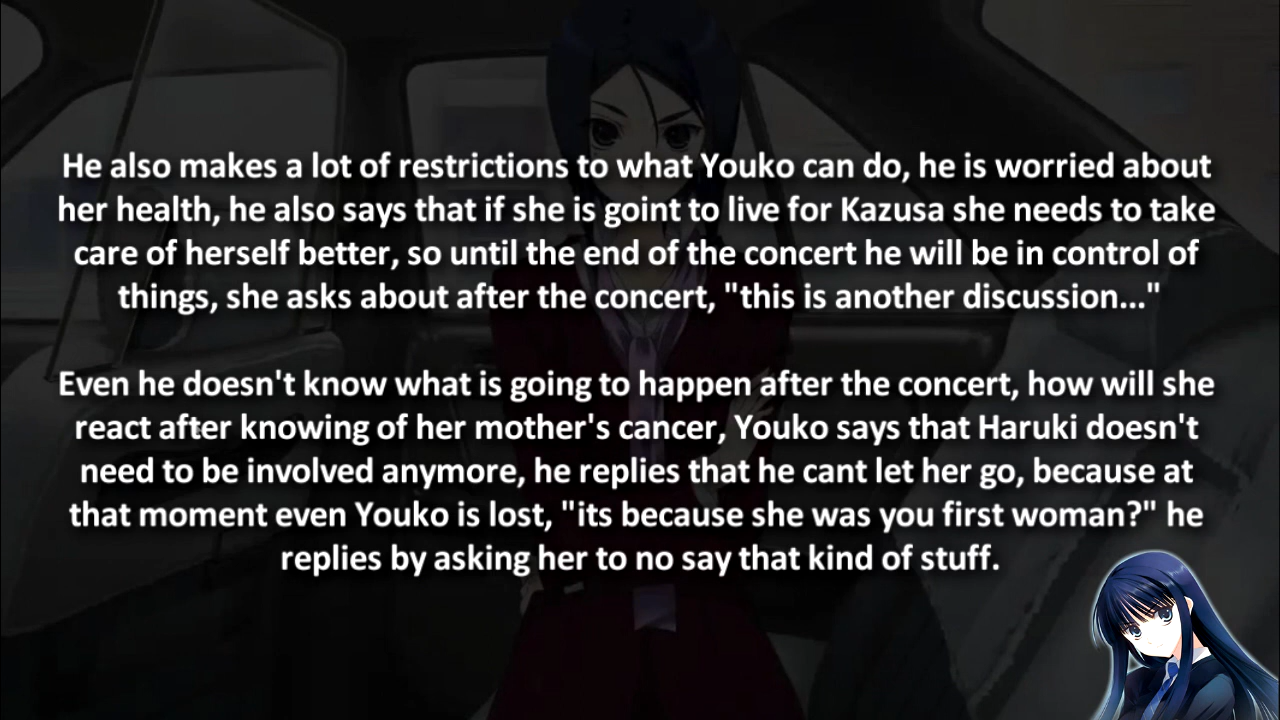 He also makes a lot of restrictions to what Youko can do, he is worried about
her health, he also says that if she is goint to live for Kazusa she needs to take
care of herself better, so until the end of the concert he will be in control of
things, she asks about after the concert, "this is another discussion..."
Even he doesn't know what is going to happen after the concert, how will she
react after knowing of her mother's cancer, Youko says that Haruki doesn't
need to be involved anymore, he replies that he cant let her go, because at
that moment even Youko is lost, "its because she was you first woman?" he
replies by asking her to no say that kind of stuff.